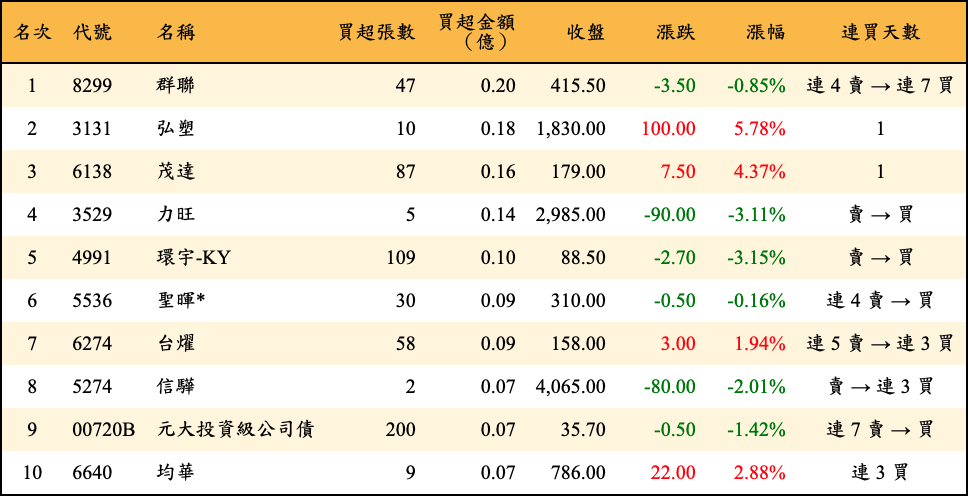 名次 代號 名稱 買超張數 買超金額（億） 收盤 漲跌 漲幅 連買天數
1 8299 群聯 47 0.20 415.50 -3.50 -0.85% 連 4 賣 → 連 7 買
2 3131 弘塑 10 0.18 1,830.00 100.00 5.78% 1
3 6138 茂達 87 0.16 179.00 7.50 4.37% 1
4 3529 力旺 5 0.14 2,985.00 -90.00 -3.11% 賣 → 買
5 4991 環宇-KY 109 0.10 88.50 -2.70 -3.15% 賣 → 買
6 5536 聖暉* 30 0.09 310.00 -0.50 -0.16% 連 4 賣 → 買
7 6274 台燿 58 0.09 158.00 3.00 1.94% 連 5 賣 → 連 3 買
8 5274 信驊 2 0.07 4,065.00 -80.00 -2.01% 賣 → 連 3 買
9 00720B 元大投資級公司債 200 0.07 35.70 -0.50 -1.42% 連 7 賣 → 買
10 6640 均華 9 0.07 786.00 22.00 2.88% 連 3 買